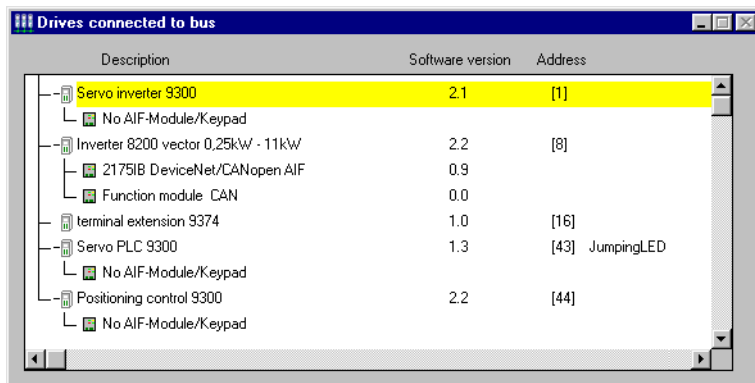 Drives connected to bus
Description Software version Address
Servo inverter 9300 2.1 [1]
No AIF-Module/Keypad
Inverter 8200 vector 0,25kW - 11kW 2.2 [8]
2175IB DeviceNet/CANopen AIF 0.9
Function module CAN 0.0
terminal extension 9374 1.0 [16]
Servo PLC 9300 1.3 [43] JumpingLED
No AIF-Module/Keypad
Positioning control 9300 2.2 [44]
No AIF-Module/Keypad